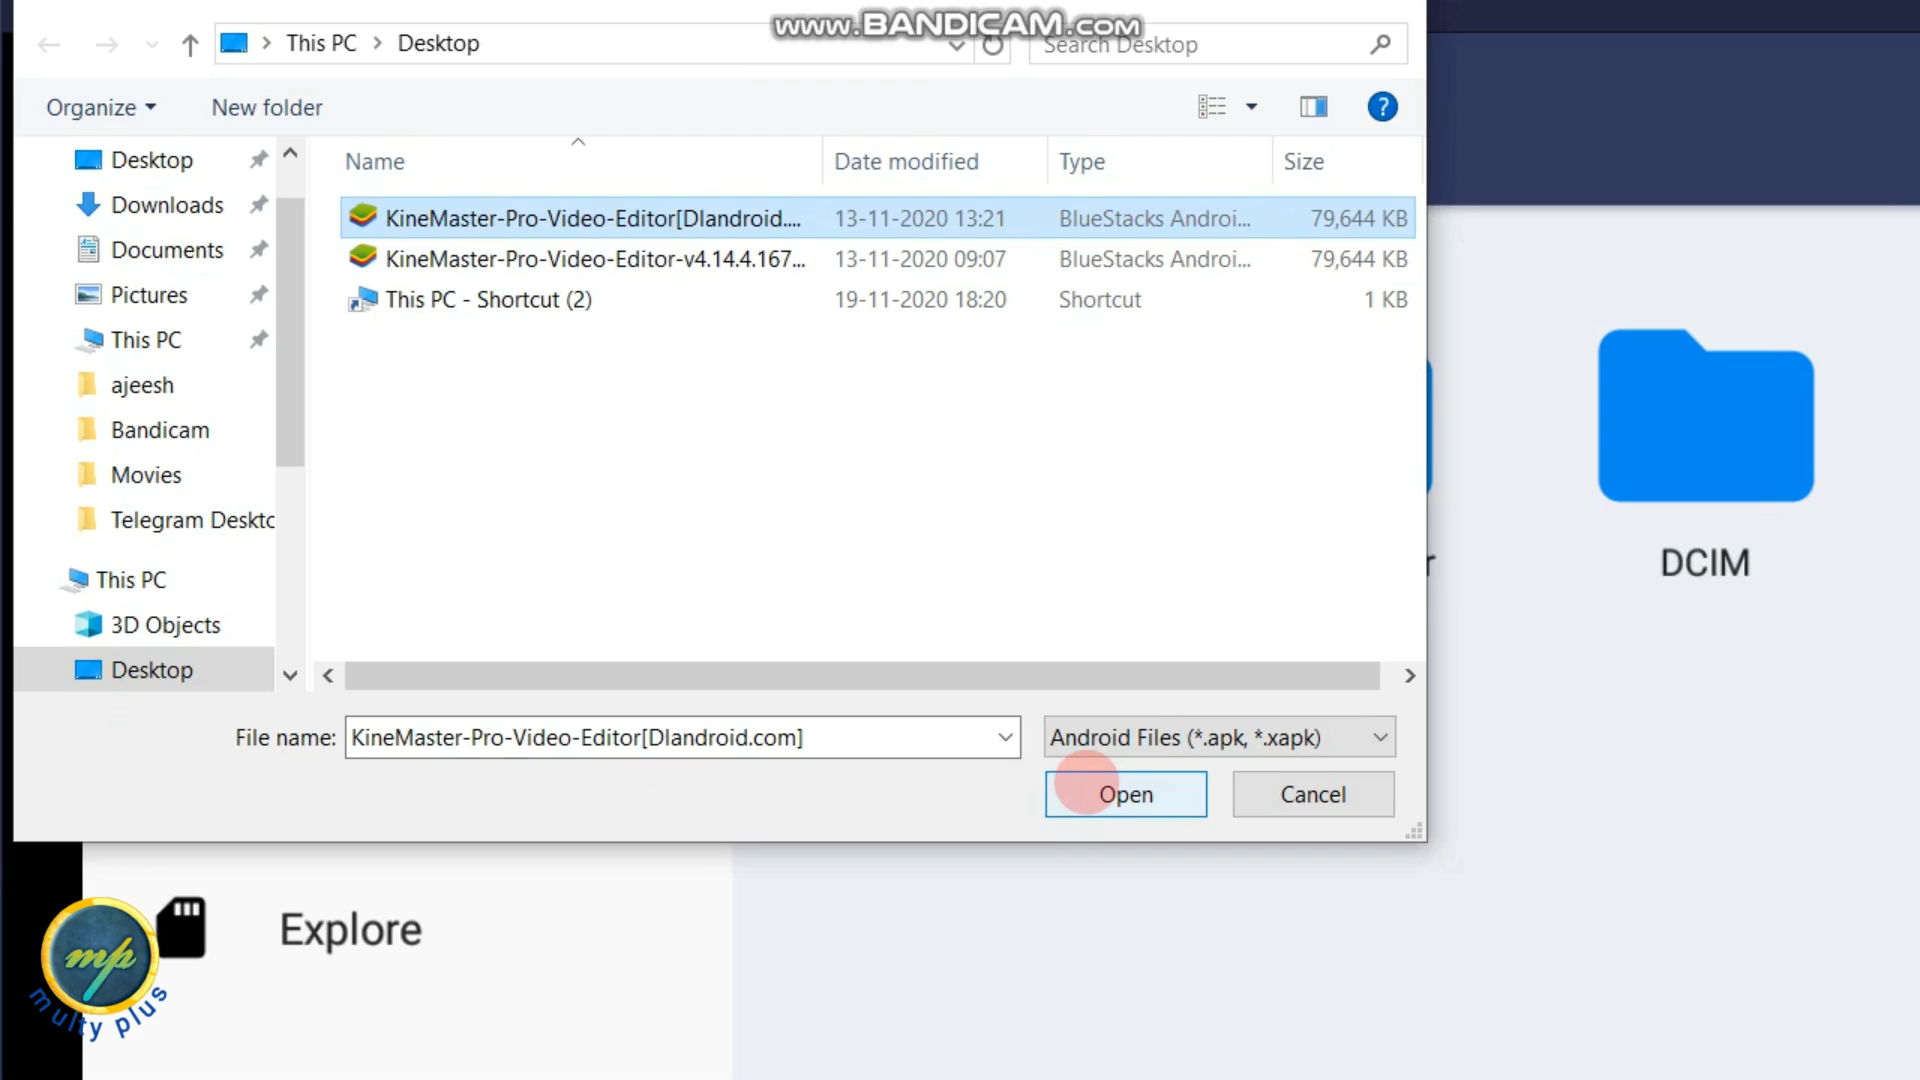 www.BANDICAM.com
This PC > Desktop
Search Desktop
Organize
New folder
?
Name
Date modified
Type
Size
Desktop
Downloads
Documents
Pictures
This PC
ajeesh
Bandicam
Movies
Telegram Deskto
This PC
3D Objects
Desktop
KineMaster-Pro-Video-Editor[Dlandroid.... 13-11-2020 13:21 BlueStacks Androi... 79,644 KB
KineMaster-Pro-Video-Editor-v4.14.4.167... 13-11-2020 09:07 BlueStacks Androi... 79,644 KB
This PC - Shortcut (2) 19-11-2020 18:20 Shortcut 1 KB
File name: KineMaster-Pro-Video-Editor[Dlandroid.com]
Android Files (*.apk, *.xapk)
Open
Cancel
r
DCIM
Explore
mp
multy plus